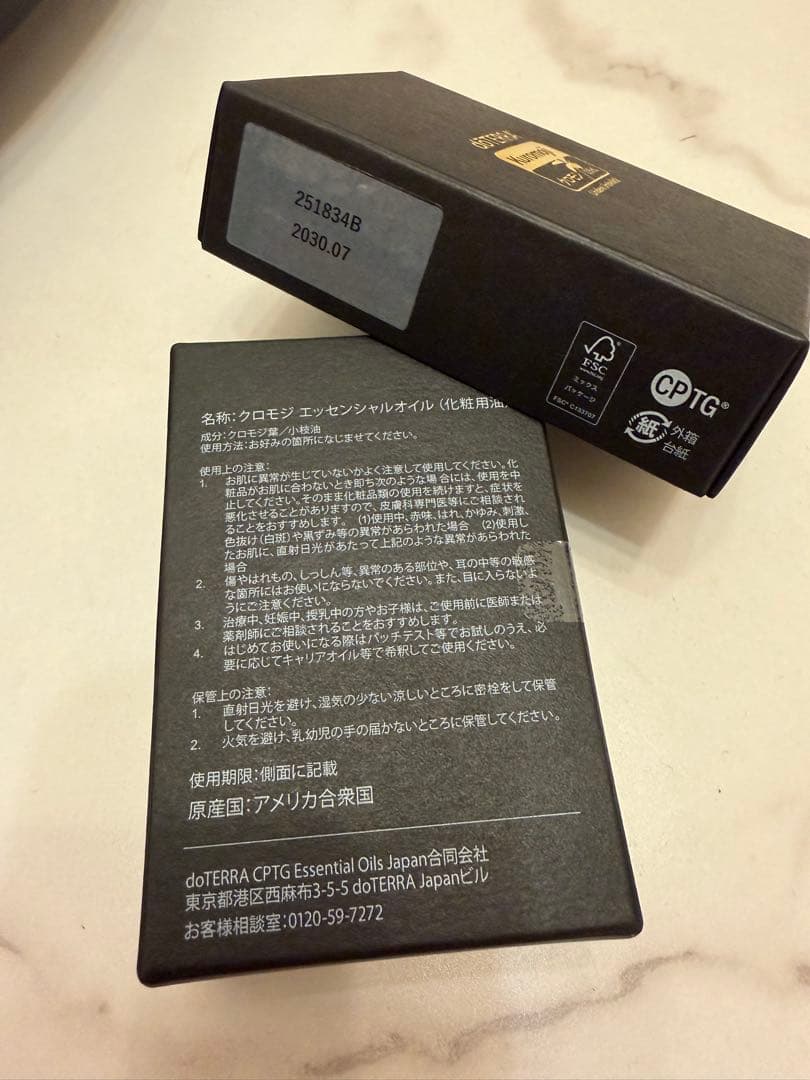 doTERRA
Kuromoji
クロモジ
251834B
2030.07
FSC
ミックス
パッケージ
FSC® C133707
CPTG®
紙
外箱
台紙
名称：クロモジ エッセンシャルオイル（化粧用油
成分：クロモジ葉／小枝油
使用方法：お好みの箇所になじませてください。
使用上の注意：
1. お肌に異常が生じていないかよく注意して使用してください。化
粧品がお肌に合わないとき即ち次のような場合には、使用を中
止してください。そのまま化粧品類の使用を続けますと、症状を
悪化させることがありますので、皮膚科専門医等にご相談され
ることをおすすめします。 (1)使用中、赤味、はれ、かゆみ、刺激、
色抜け(白斑)や黒ずみ等の異常があらわれた場合 (2)使用し
たお肌に、直射日光があたって上記のような異常があらわれた
場合
2. 傷やはれもの、しっしん等、異常のある部位や、耳の中等の敏感
な箇所にはお使いにならないでください。また、目に入らないよ
うにご注意ください。
3. 治療中、妊娠中、授乳中の方やお子様は、ご使用前に医師または
薬剤師にご相談されることをおすすめします。
4. はじめてお使いになる際はパッチテスト等でお試しのうえ、必
要に応じてキャリアオイル等で希釈してご使用ください。
保管上の注意：
1. 直射日光を避け、湿気の少ない涼しいところに密栓をして保管
してください。
2. 火気を避け、乳幼児の手の届かないところに保管してください。
使用期限：側面に記載
原産国：アメリカ合衆国
doTERRA CPTG Essential Oils Japan合同会社
東京都港区西麻布3-5-5 doTERRA Japanビル
お客様相談室：0120-59-7272